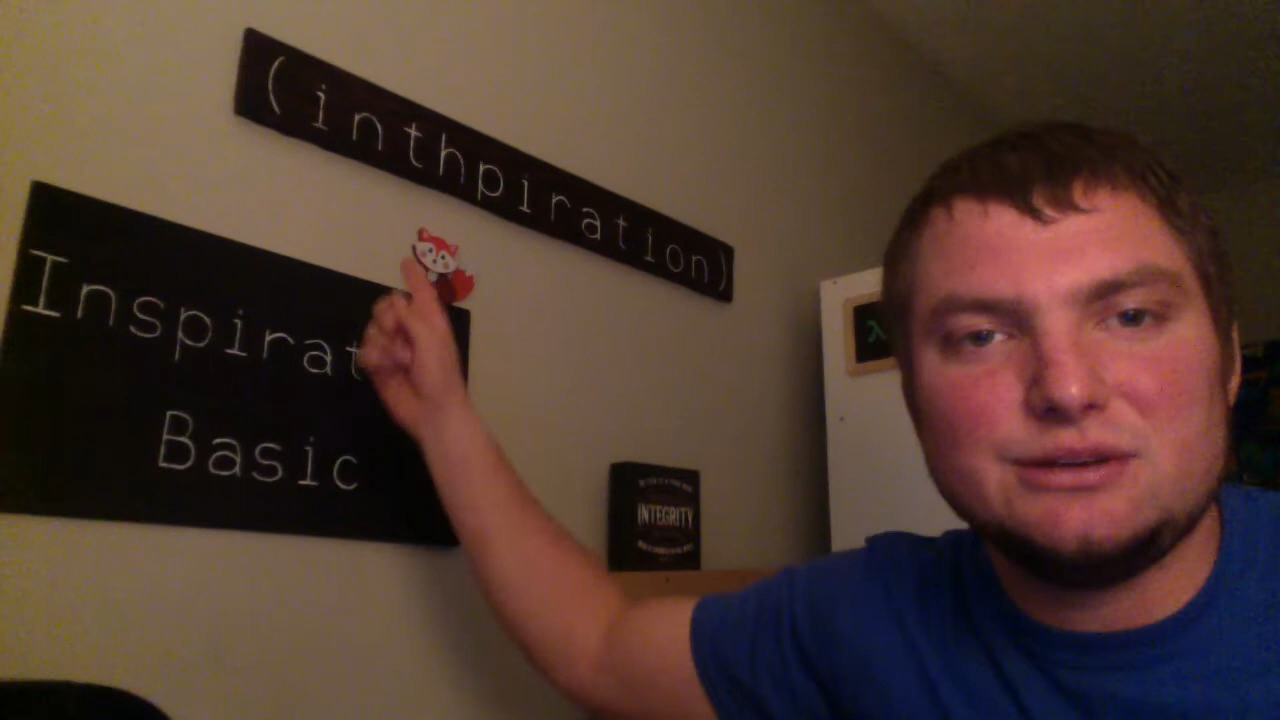 (inthpiration)
Inspirat
Basic
λ
INTEGRITY